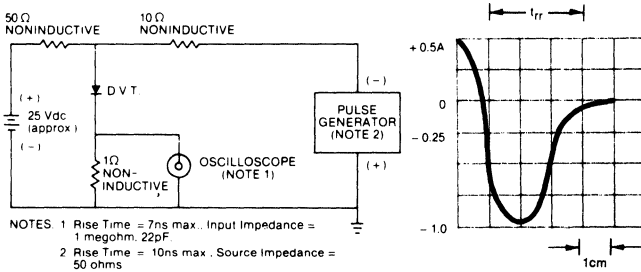 50 Ω
NONINDUCTIVE
10 Ω
NONINDUCTIVE
(+)
25 Vdc
(approx)
(−)
D.V.T.
1Ω
NON-
INDUCTIVE
OSCILLOSCOPE
(NOTE 1)
(−)
PULSE
GENERATOR
(NOTE 2)
(+)
NOTES 1 Rise Time = 7ns max., Input Impedance =
1 megohm, 22pF.
2 Rise Time = 10ns max, Source Impedance =
50 ohms
trr
+ 0.5A
0
− 0.25
− 1.0
1cm